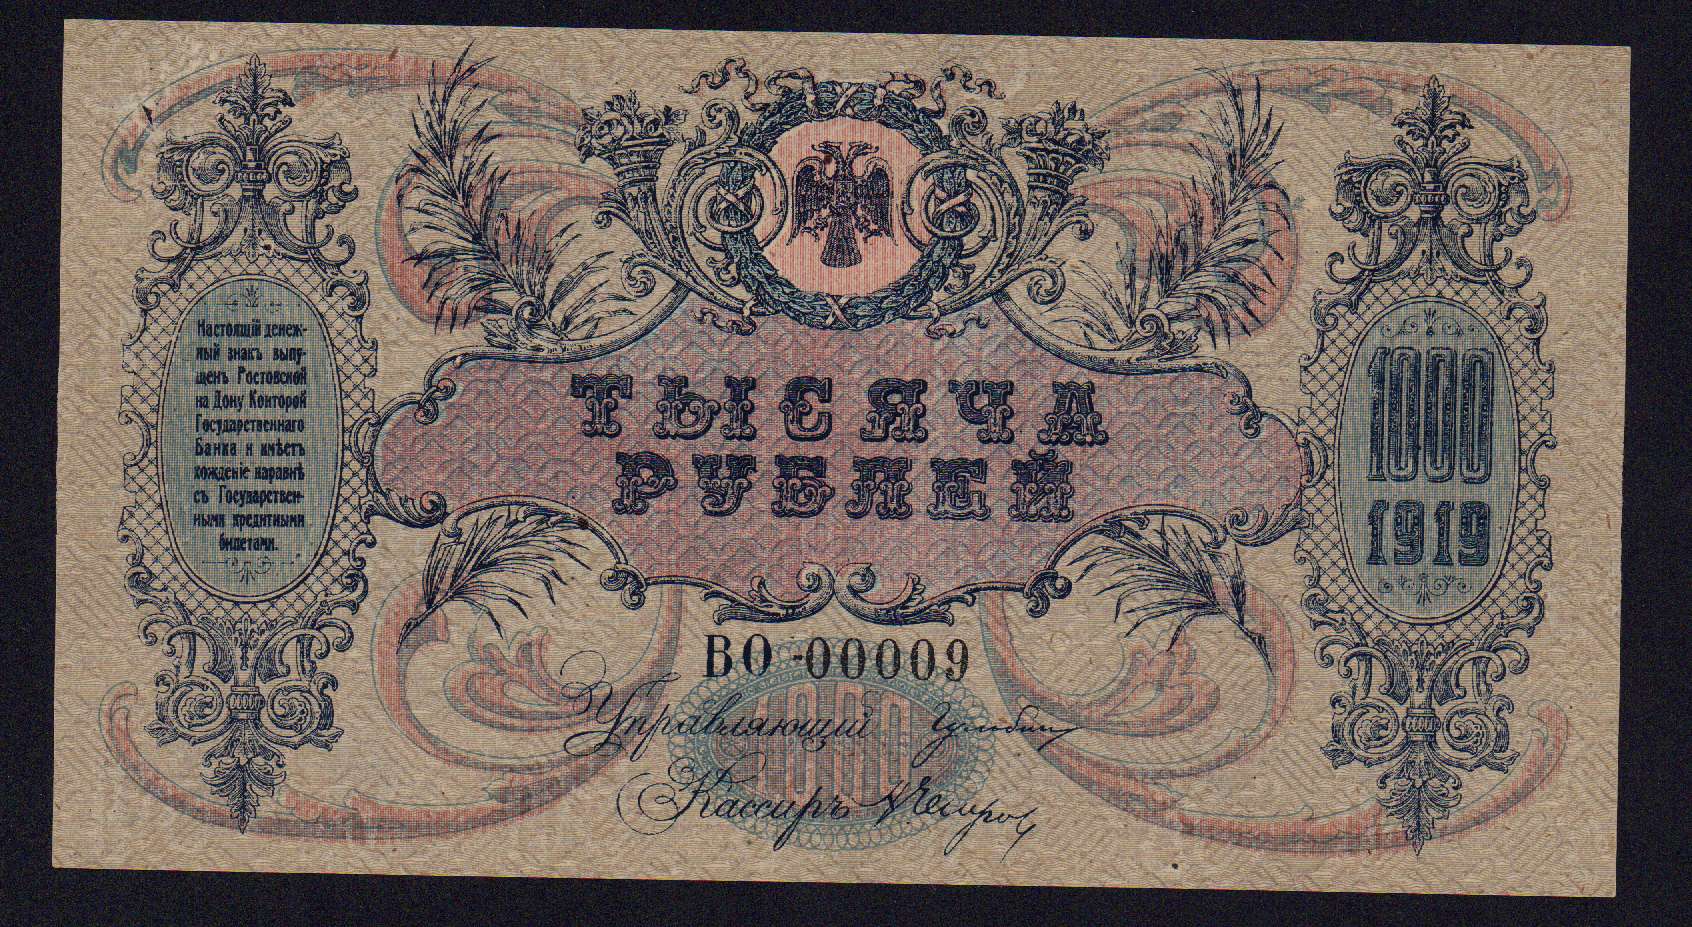 Настоящій денеж-
ный знакъ выпу-
щенъ Ростовской
на Дону Конторой
Государственнаго
Банка и имѣетъ
хожденіе наравнѣ
съ Государствен-
ными кредитными
билетами.
ТЫСЯЧА
РУБЛЕЙ
1000
1919
ВО-00009
1000
Управляющій
Кассиръ